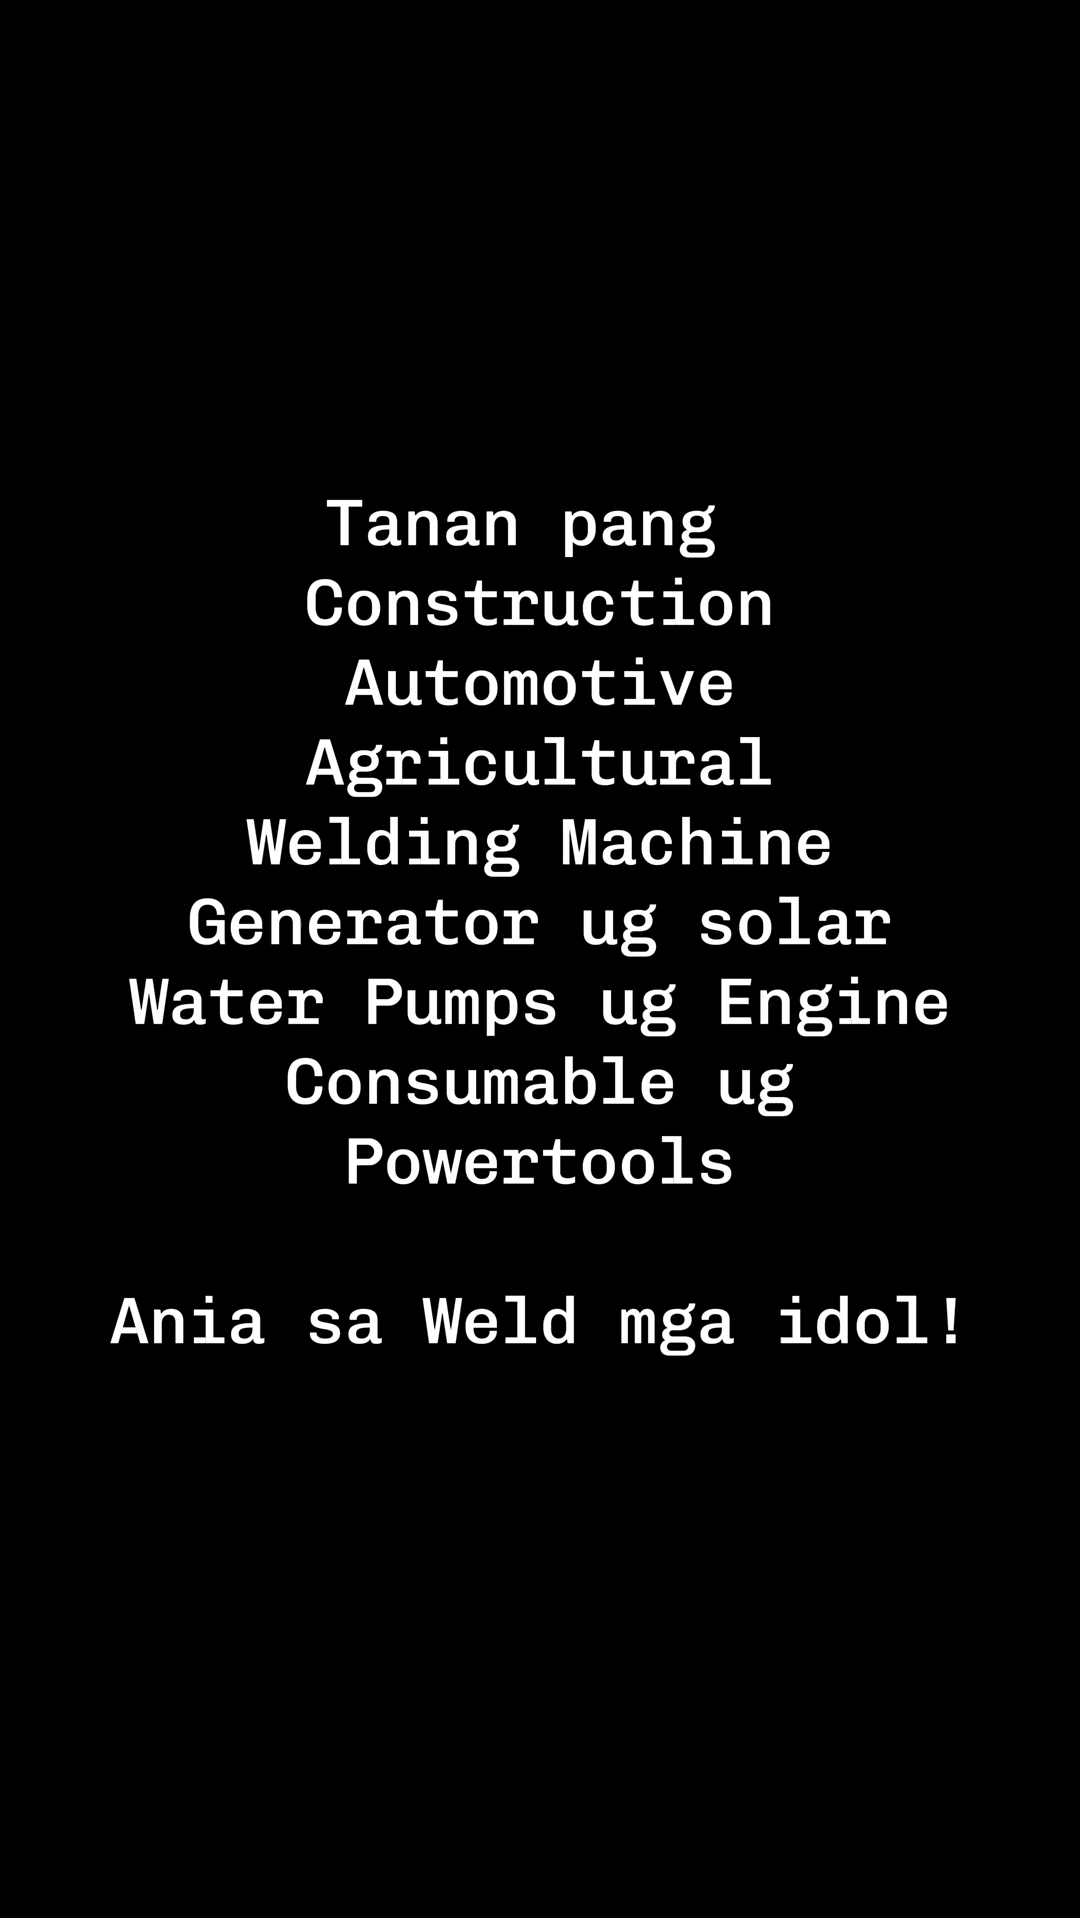 Tanan pang
Construction
Automotive
Agricultural
Welding Machine
Generator ug solar
Water Pumps ug Engine
Consumable ug
Powertools
Ania sa Weld mga idol!